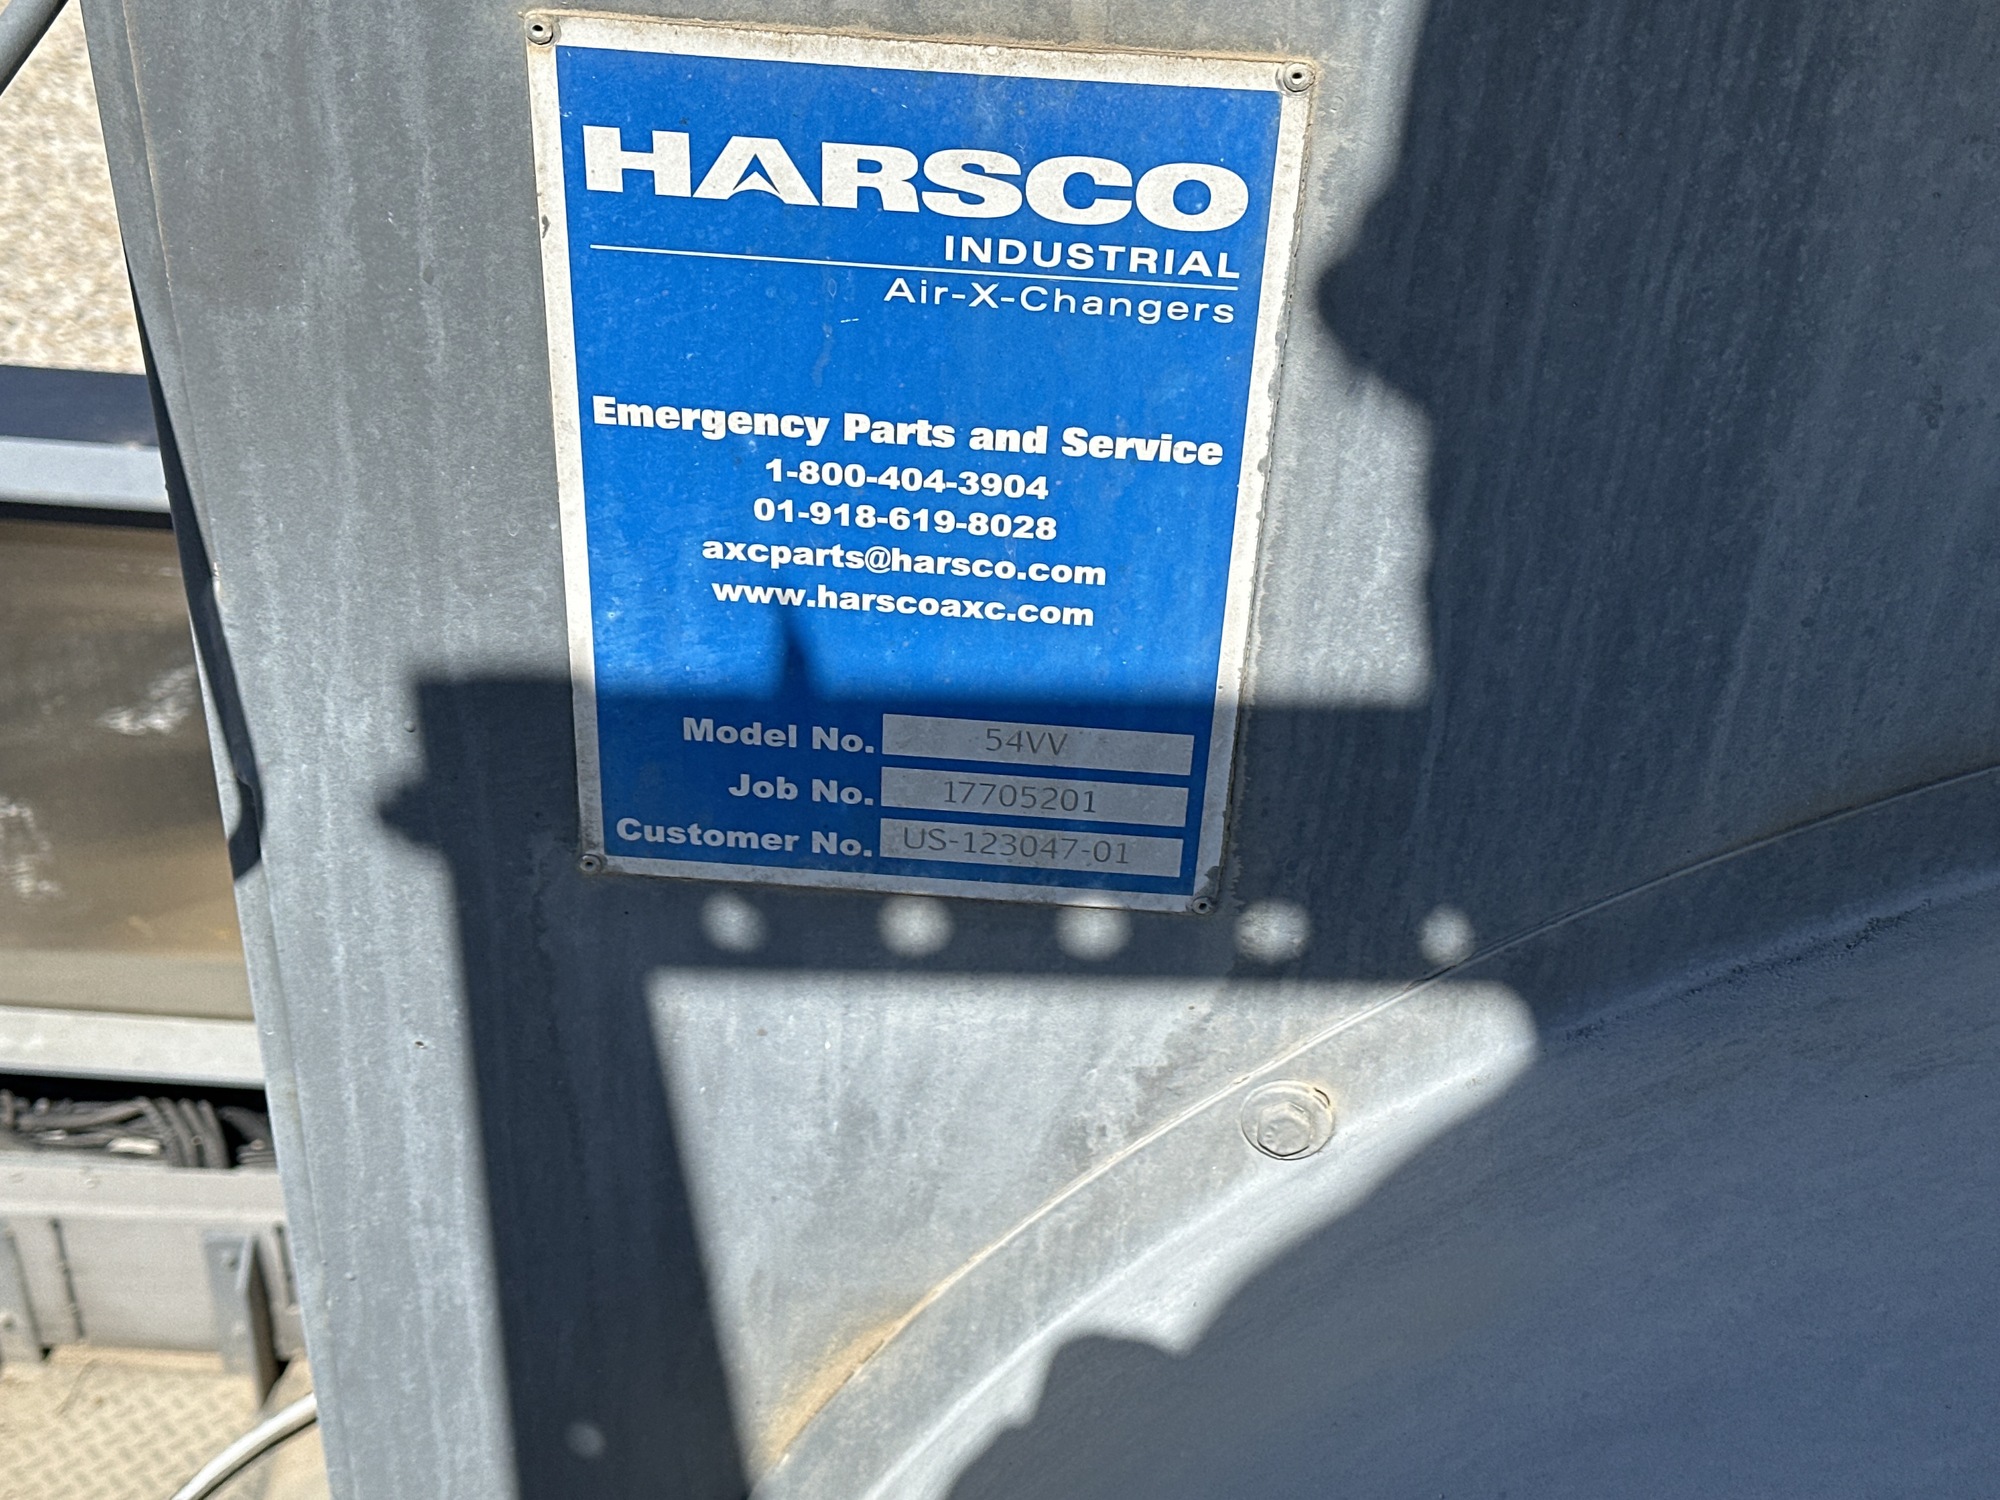 HARSCO
INDUSTRIAL
Air-X-Changers
Emergency Parts and Service
1-800-404-3904
01-918-619-8028
axcparts@harsco.com
www.harscoaxc.com
Model No. 54VV
Job No. 17705201
Customer No. US-123047-01